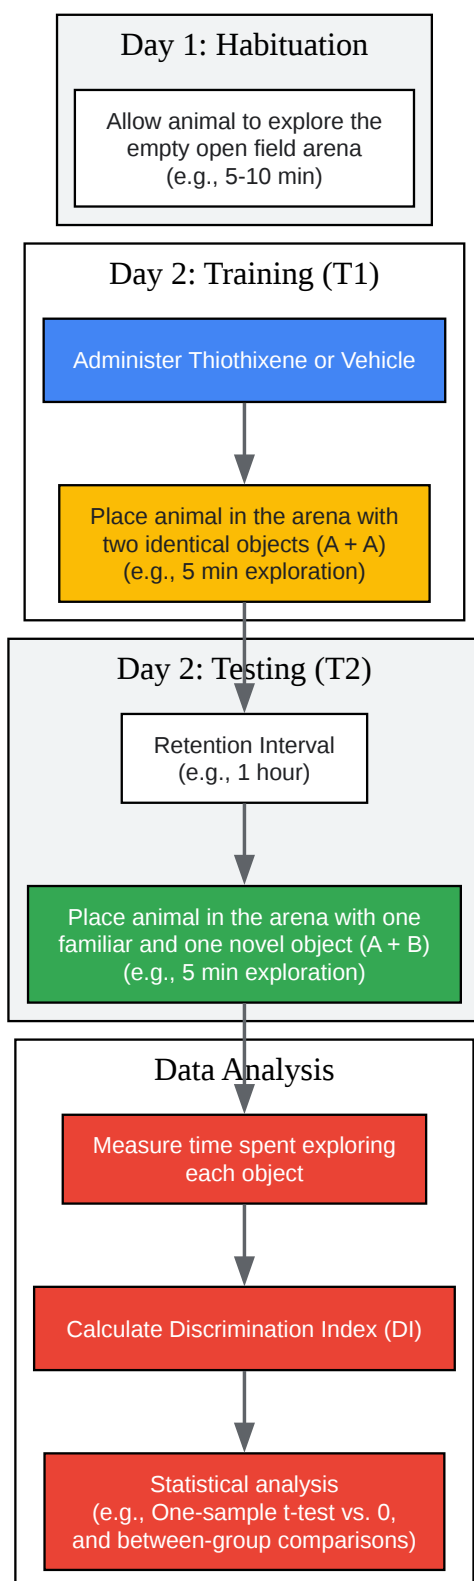 Day 1: Habituation
Allow animal to explore the
empty open field arena
(e.g., 5-10 min)
Day 2: Training (T1)
Administer Thiothixene or Vehicle
Place animal in the arena with
two identical objects (A + A)
(e.g., 5 min exploration)
Day 2: Testing (T2)
Retention Interval
(e.g., 1 hour)
Place animal in the arena with one
familiar and one novel object (A + B)
(e.g., 5 min exploration)
Data Analysis
Measure time spent exploring
each object
Calculate Discrimination Index (DI)
Statistical analysis
(e.g., One-sample t-test vs. 0,
and between-group comparisons)